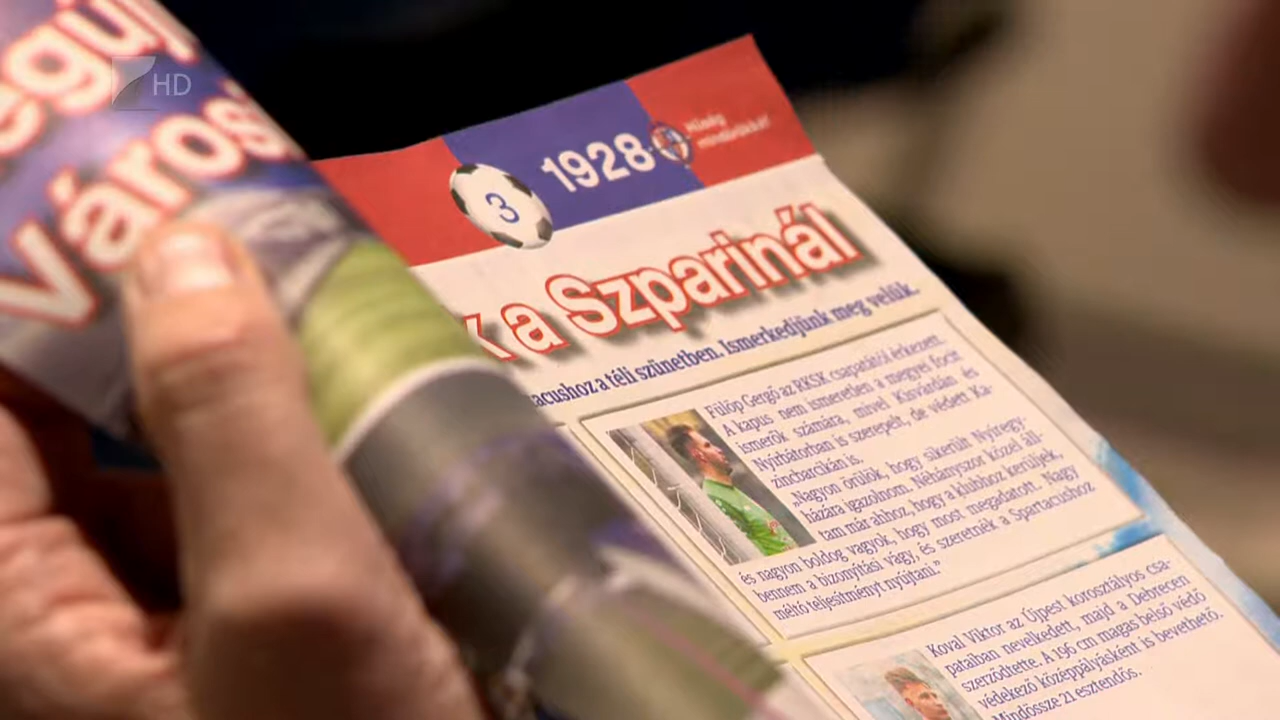 egúj
HD
város
3
1928
Hűség
mindörökké!
k a Szparinál
acushoz a téli szünetben. Ismerkedjünk meg velük.
Fülöp Gergő az RKSK csapatától érkezett.
A kapus nem ismeretlen a megyei focit
ismerők számára, mivel Kisvárdán és
Nyírbátorban is szerepelt, de védett Ka-
zincbarcikán is.
„Nagyon örülök, hogy sikerült Nyíregy-
házára igazolnom. Néhányszor közel áll-
tam már ahhoz, hogy a klubhoz kerüljek,
és nagyon boldog vagyok, hogy most megadatott. Nagy
bennem a bizonyítási vágy, és szeretnék a Spartacushoz
méltó teljesítményt nyújtani.”
Koval Viktor az Újpest korosztályos csa-
pataiban nevelkedett, majd a Debrecen
szerződtette. A 196 cm magas belső védő
védekező középpályásként is bevethető.
Mindössze 21 esztendős.